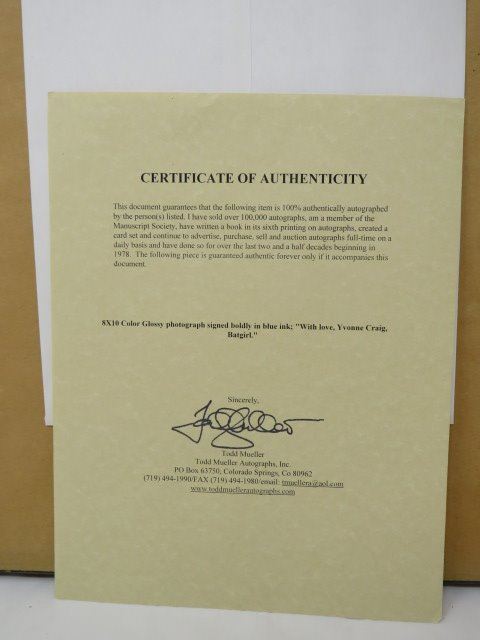 CERTIFICATE OF AUTHENTICITY
This document guarantees that the following item is 100% authentically autographed
by the person(s) listed. I have sold over 100,000 autographs, am a member of the
Manuscript Society, have written a book in its sixth printing on autographs, created a
card set and continue to advertise, purchase, sell and auction autographs full-time on a
daily basis and have done so for over the last two and a half decades beginning in
1978. The following piece is guaranteed authentic forever only if it accompanies this
document.
8X10 Color Glossy photograph signed boldly in blue ink; "With love, Yvonne Craig,
Batgirl."
Sincerely,
Todd Mueller
Todd Mueller Autographs, Inc.
PO Box 63750, Colorado Springs, Co 80962
(719) 494-1990/FAX (719) 494-1980/email: tmuellera@aol.com
www.toddmuellerautographs.com